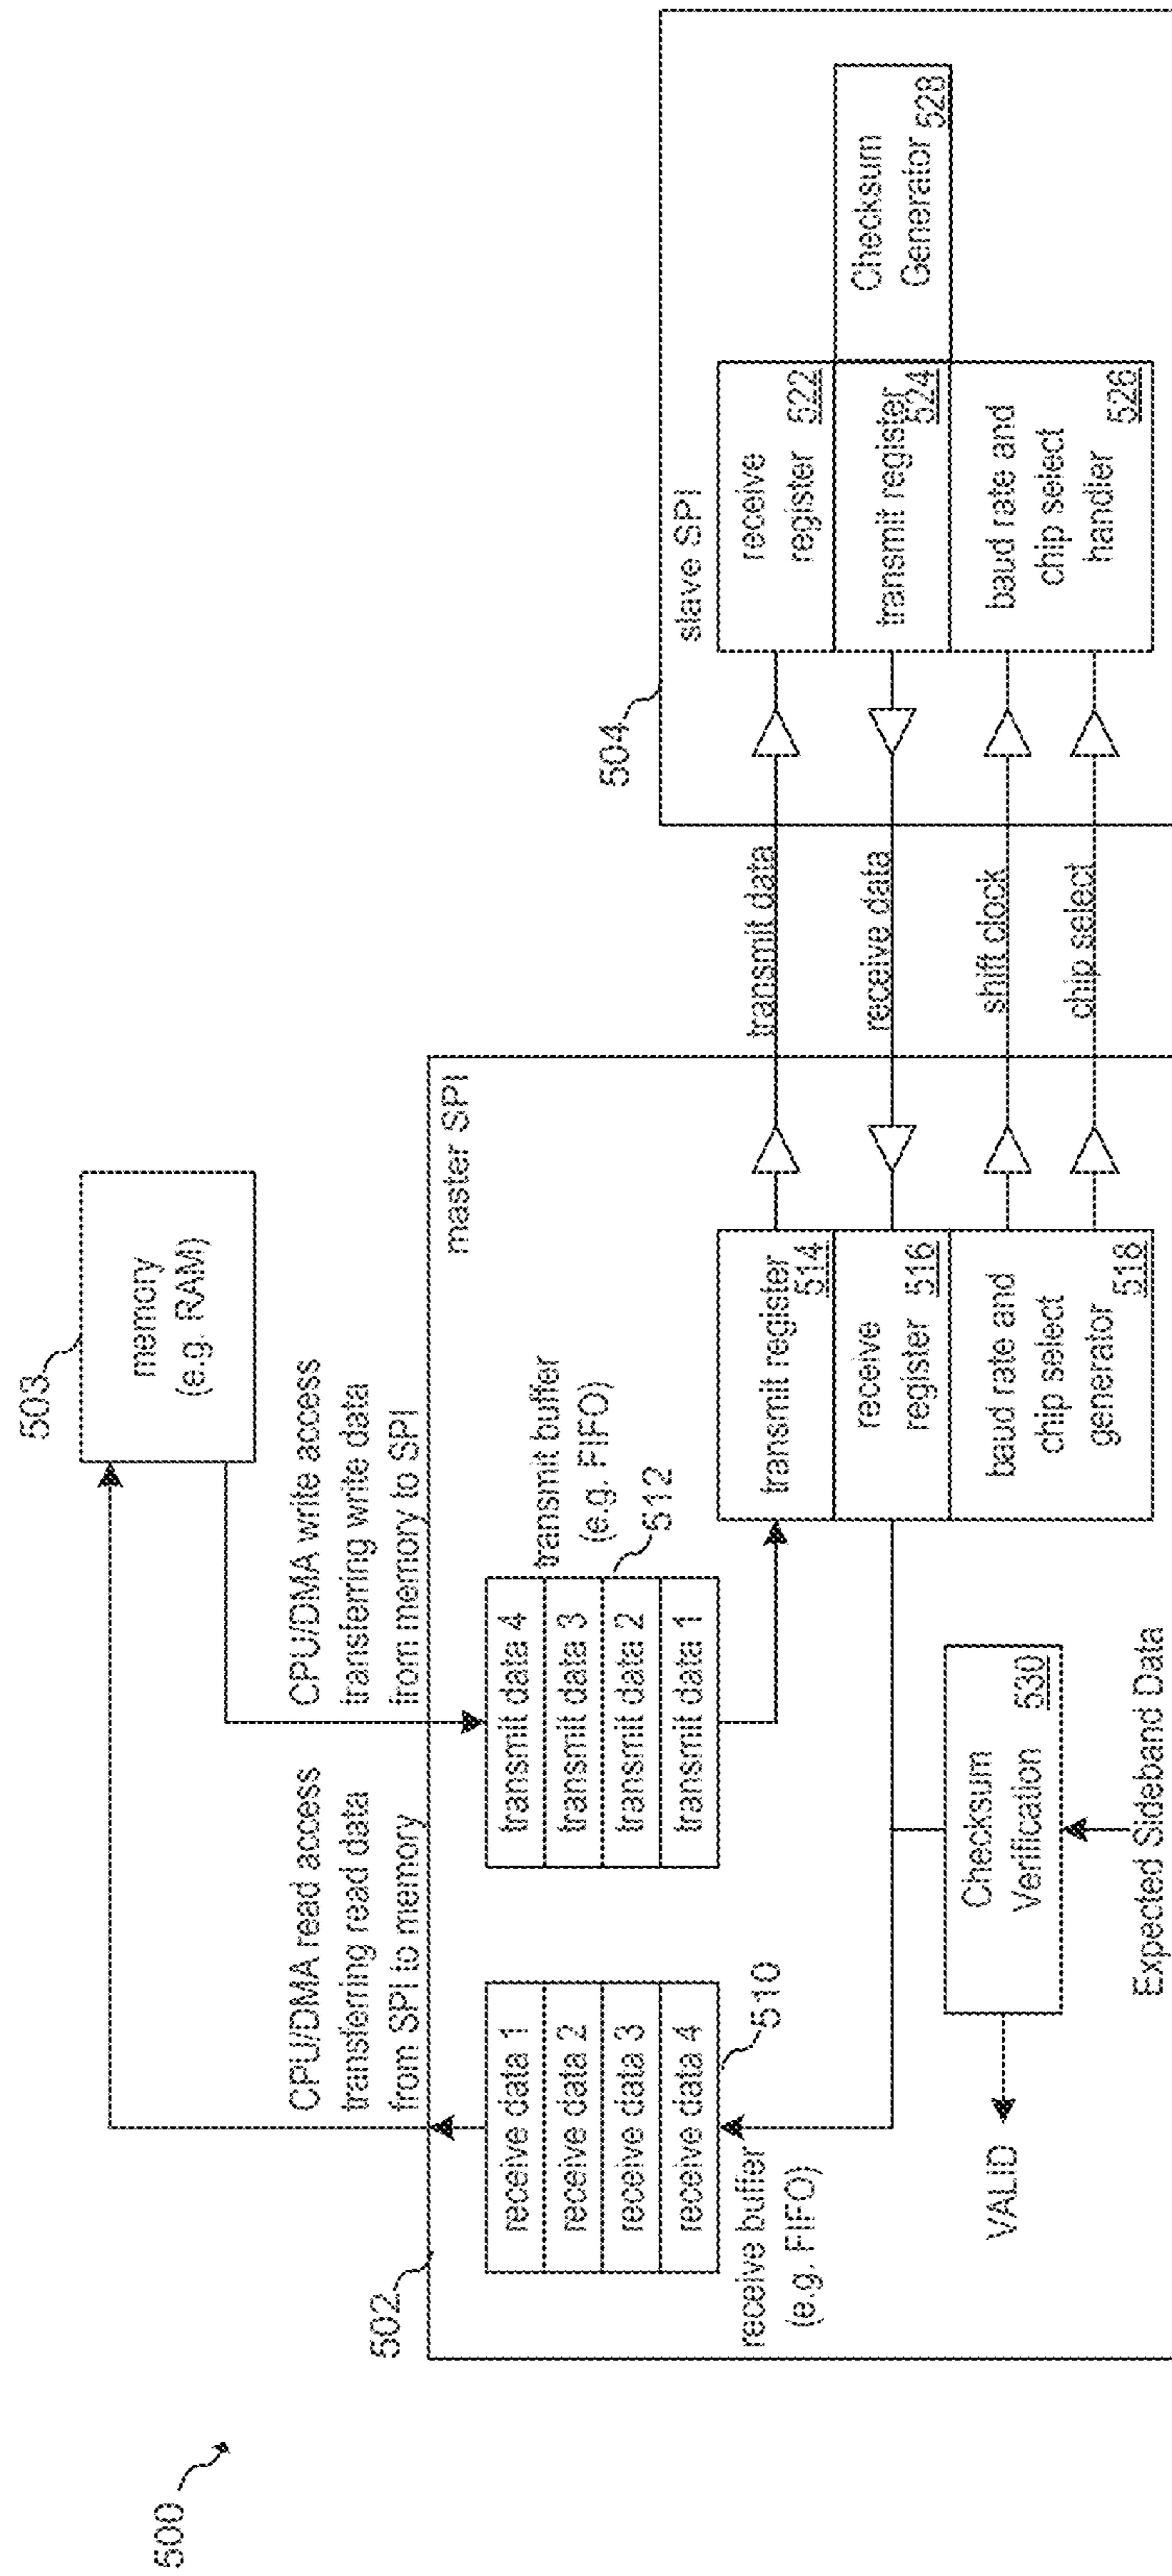 500
503
memory
(e.g. RAM)
CPU/DMA read access
transferring read data
from SPI to memory
CPU/DMA write access
transferring write data
from memory to SPI
502
master SPI
receive data 1
receive data 2
receive data 3
receive data 4
510
receive buffer
(e.g. FIFO)
transmit buffer
(e.g. FIFO)
512
transmit data 4
transmit data 3
transmit data 2
transmit data 1
transmit register
514
receive
register 516
baud rate and
chip select
generator 518
Checksum
Verification 530
VALID
Expected Sideband Data
transmit data
receive data
shift clock
chip select
504
slave SPI
receive
register 522
transmit register
524
baud rate and
chip select
handler 526
Checksum
Generator 528